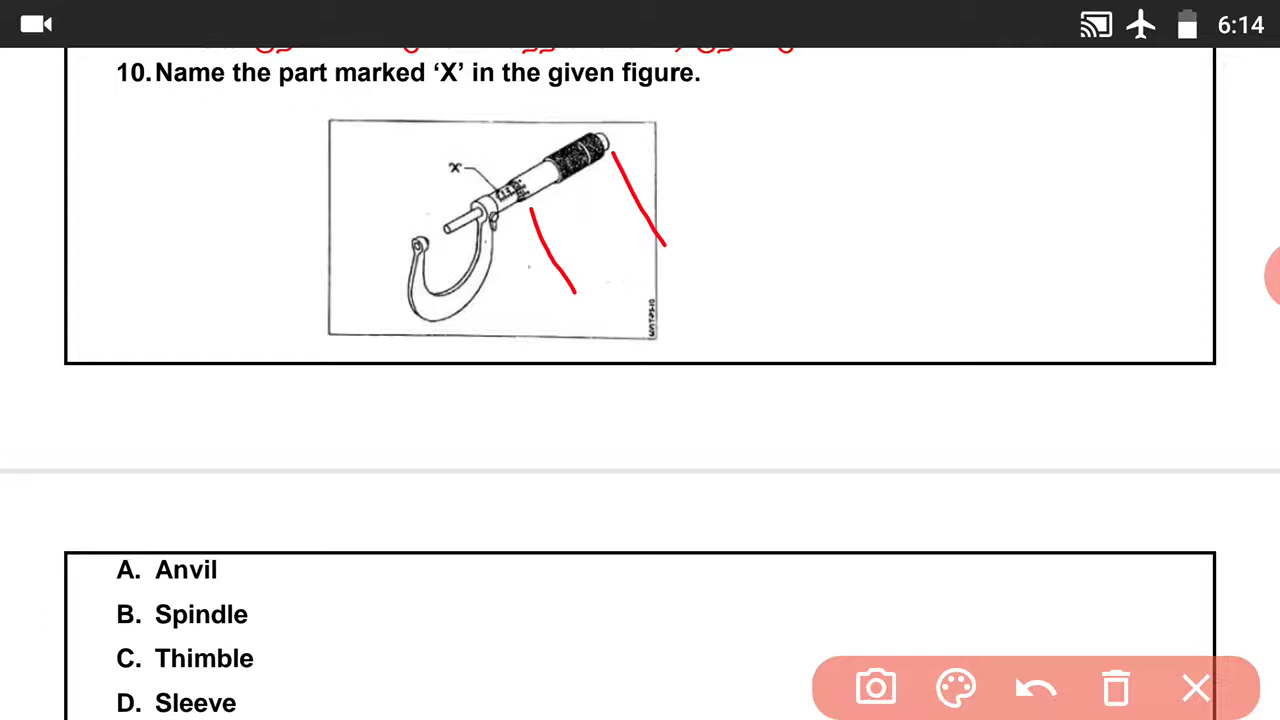 6:14
10. Name the part marked ‘X’ in the given figure.
'X'
A. Anvil
B. Spindle
C. Thimble
D. Sleeve